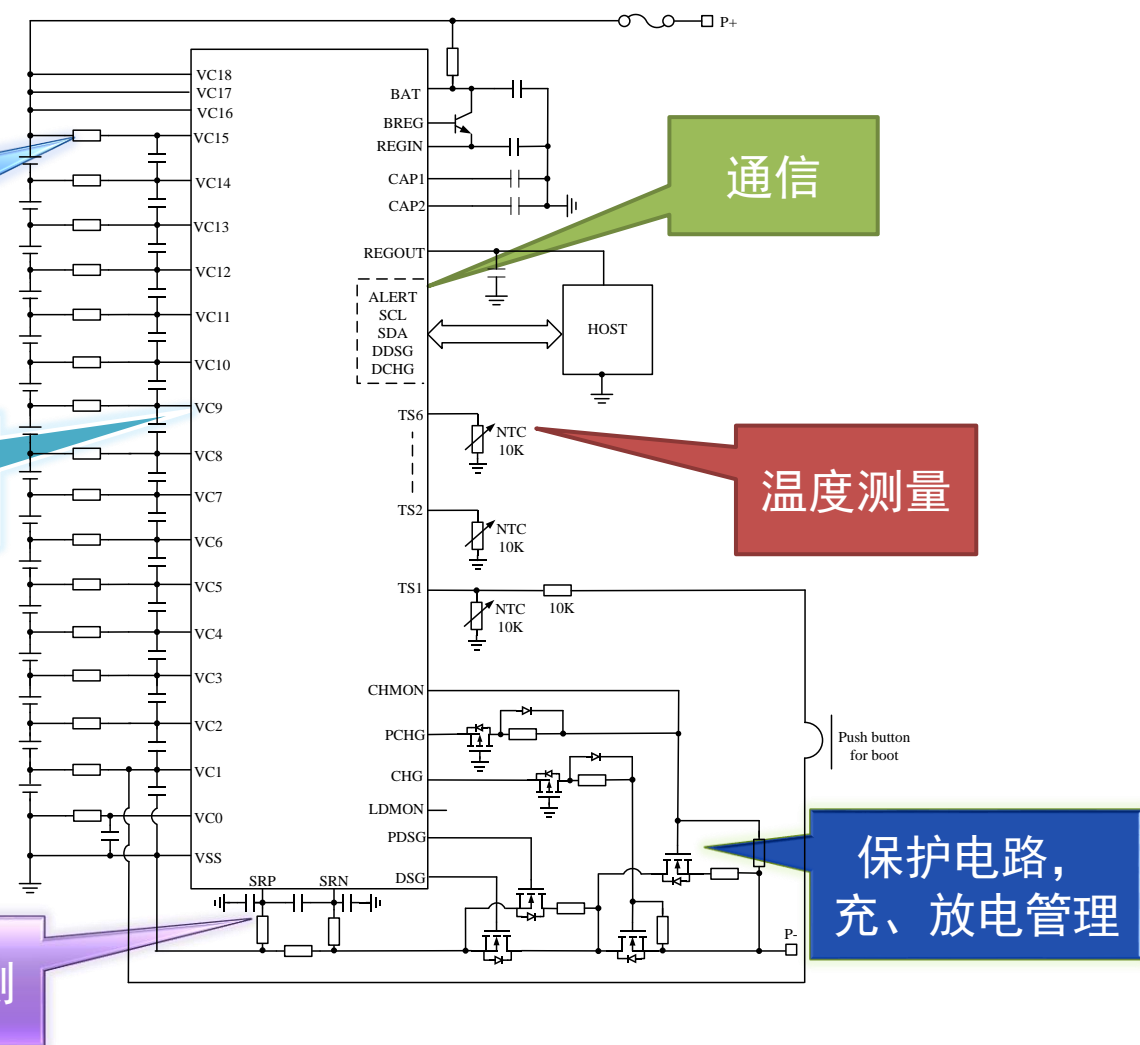 P+
VC18
VC17
VC16
VC15
VC14
VC13
VC12
VC11
VC10
VC9
VC8
VC7
VC6
VC5
VC4
VC3
VC2
VC1
VC0
VSS
BAT
BREG
REGIN
CAP1
CAP2
REGOUT
ALERT
SCL
SDA
DDSG
DCHG
HOST
TS6
NTC
10K
TS2
NTC
10K
TS1
NTC
10K
10K
CHMON
PCHG
CHG
LDMON
PDSG
DSG
SRP
SRN
Push button
for boot
P-
通信
温度测量
保护电路,
充、放电管理